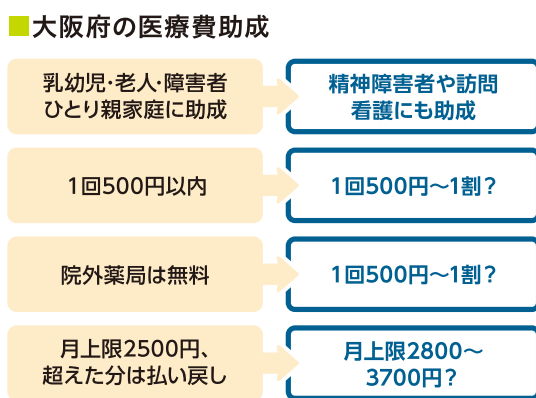 ■大阪府の医療費助成
乳幼児・老人・障害者
ひとり親家庭に助成
精神障害者や訪問
看護にも助成
1回500円以内
1回500円〜1割？
院外薬局は無料
1回500円〜1割？
月上限2500円、
超えた分は払い戻し
月上限2800〜
3700円？